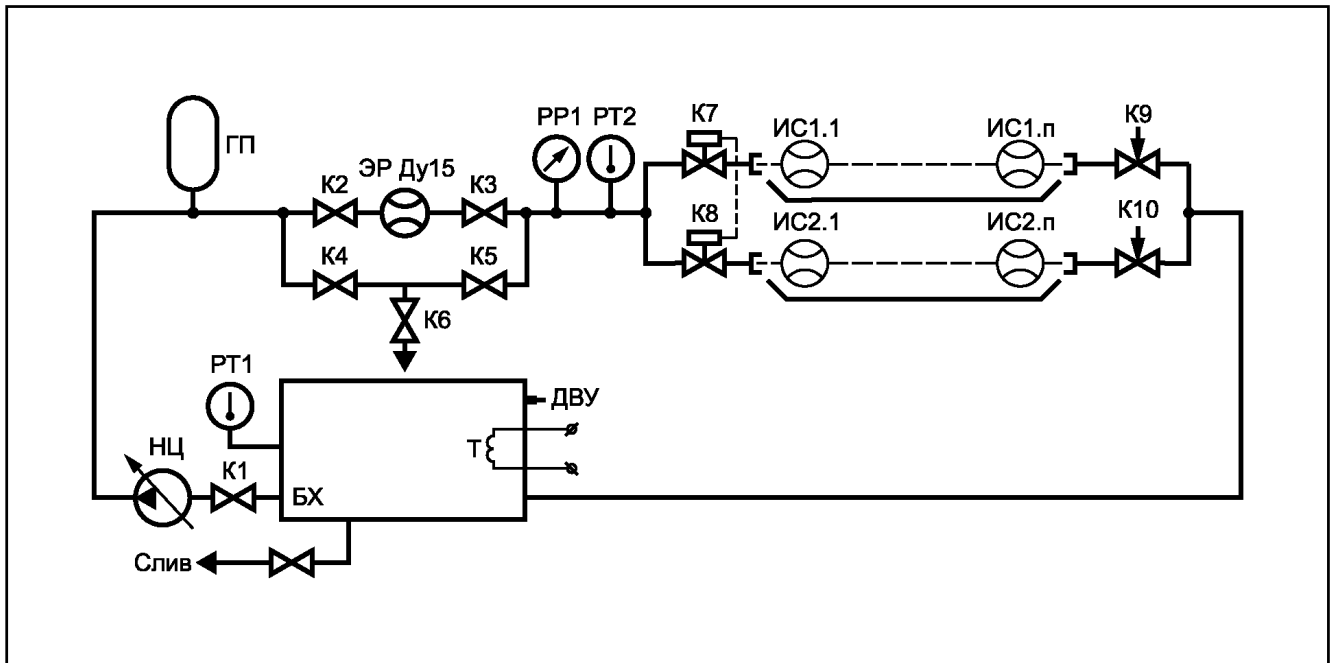 ГП
К2
ЭР Ду15
К3
РР1
РТ2
К7
ИС1.1
ИС1.п
К9
К4
К5
К8
ИС2.1
ИС2.п
К10
К6
РТ1
ДВУ
Т
НЦ
К1
БХ
Слив